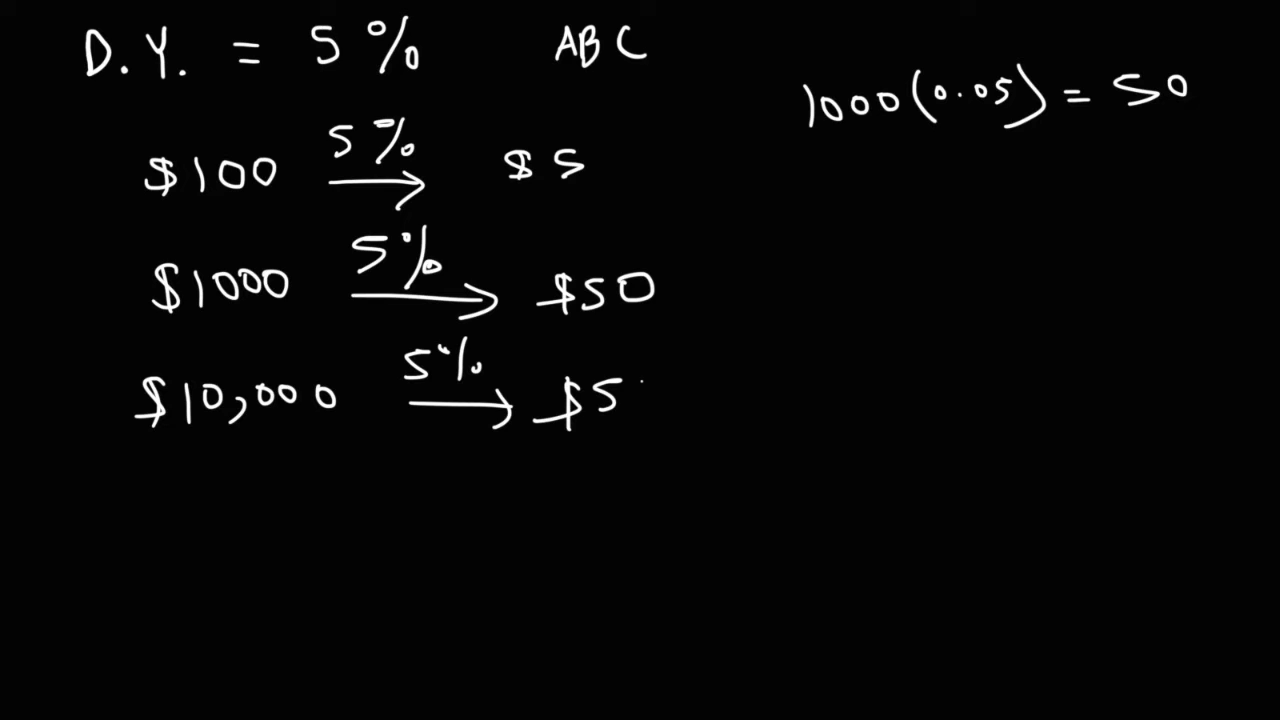 D.Y. = 5% ABC
1000(0.05) = 50
$100 5% → $5
$1000 5% → $50
$10,000 5% → $5